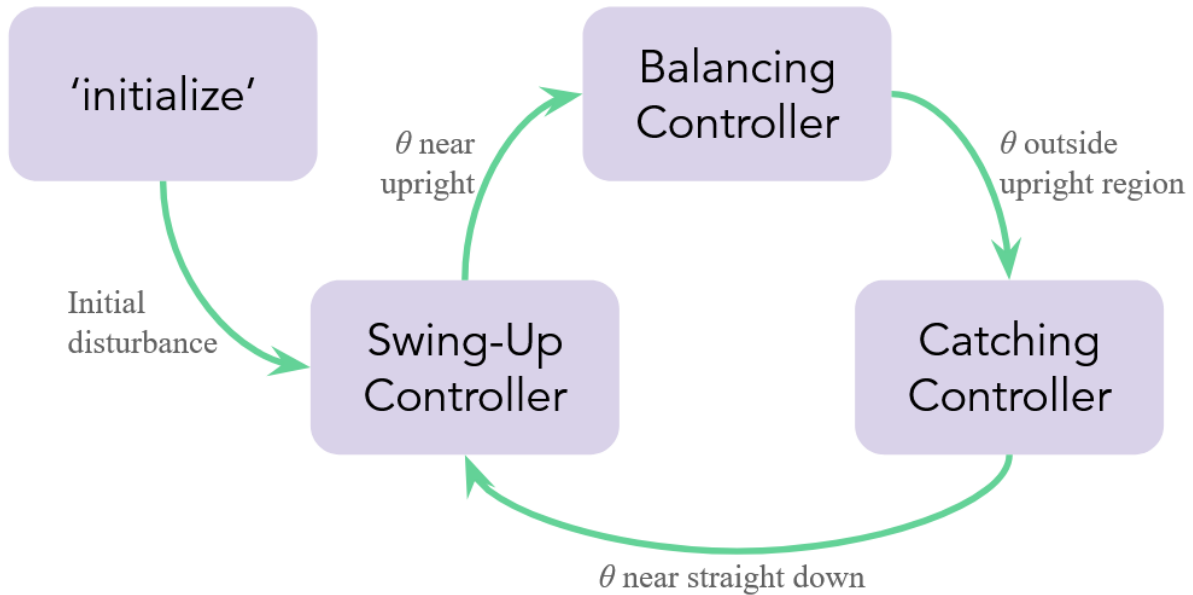 ‘initialize‘
Balancing
Controller
θ near
upright
θ outside
upright region
Initial
disturbance
Swing-Up
Controller
Catching
Controller
θ near straight down